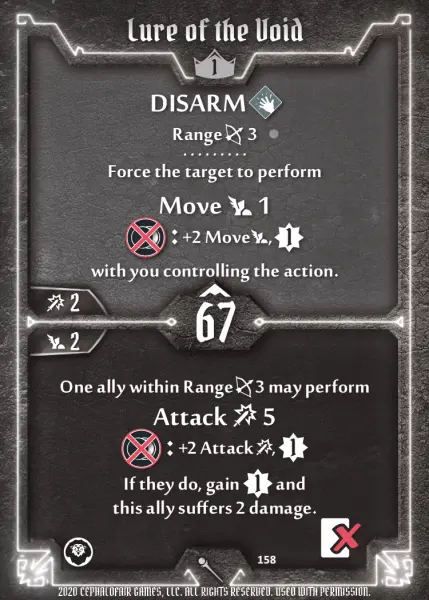 Lure of the Void
1
DISARM
Range 3
Force the target to perform
Move 1
: +2 Move, 1
with you controlling the action.
2
67
2
One ally within Range 3 may perform
Attack 5
: +2 Attack, 1
If they do, gain 1 and
this ally suffers 2 damage.
158
2020 CEPHALOFAIR GAMES, LLC. ALL RIGHTS RESERVED. USED WITH PERMISSION.